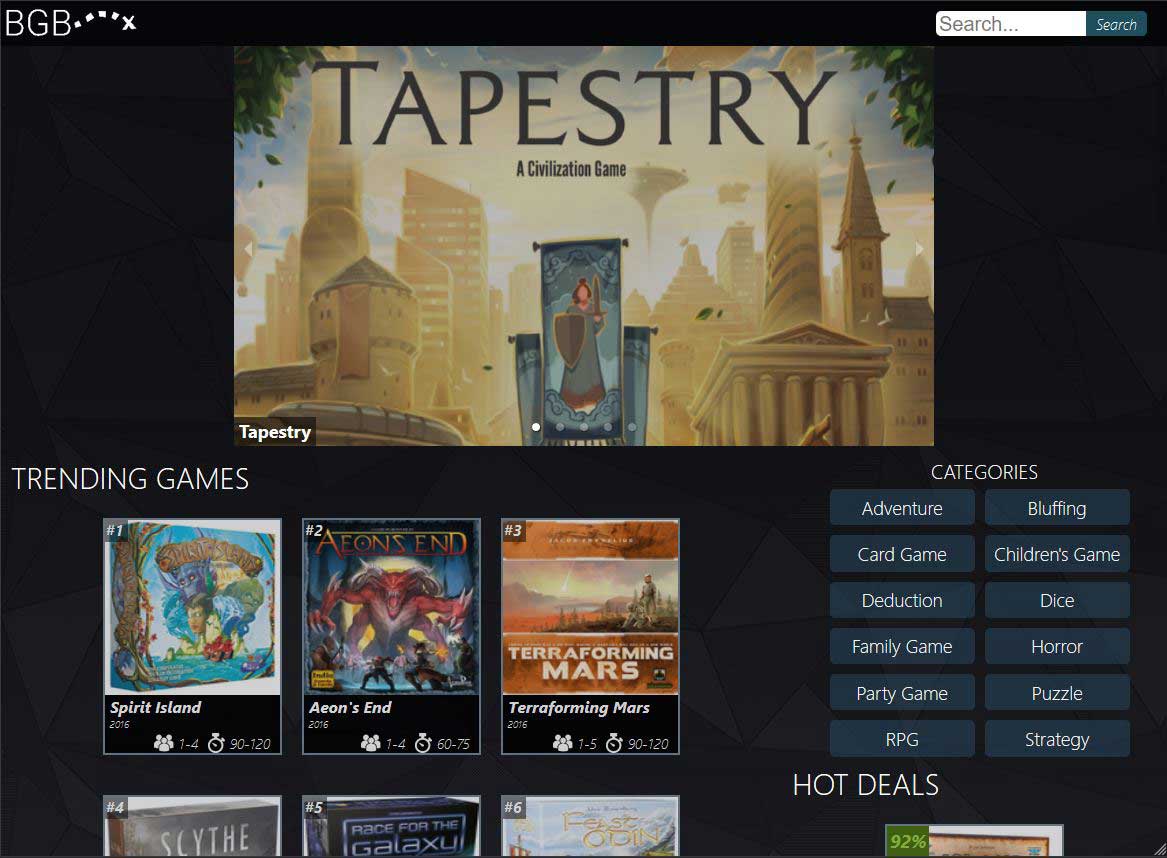 BGB
Search...
Search
TAPESTRY
A Civilization Game
Tapestry
TRENDING GAMES
#1
SPIRIT ISLAND
Spirit Island
2016
1-4
90-120
#2
AEON'S END
Aeon's End
2016
1-4
60-75
#3
TERRAFORMING
MARS
Terraforming Mars
2016
1-5
90-120
#4
SCYTHE
#5
RACE FOR THE
GALAXY
#6
Feast
ODIN
CATEGORIES
Adventure
Bluffing
Card Game
Children's Game
Deduction
Dice
Family Game
Horror
Party Game
Puzzle
RPG
Strategy
HOT DEALS
92%